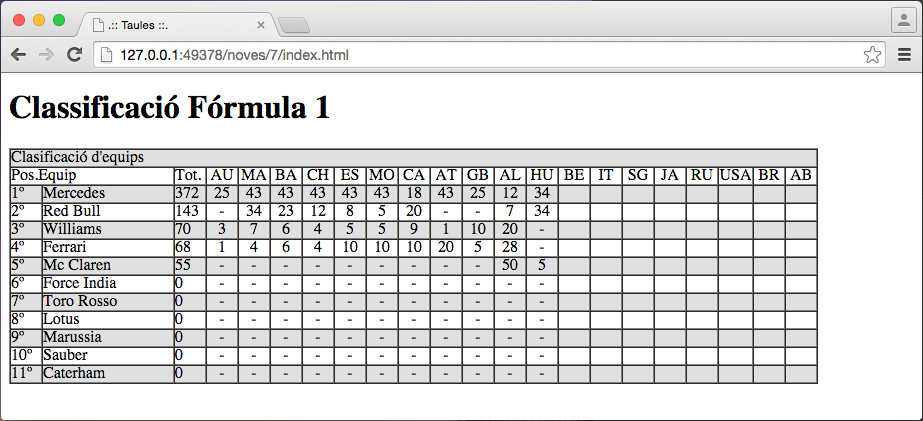 .:: Taules ::.
127.0.0.1:49378/noves/7/index.html
Classificació Fórmula 1
Clasificació d'equips
Pos. Equip Tot. AU MA BA CH ES MO CA AT GB AL HU BE IT SG JA RU USA BR AB
1º Mercedes 372 25 43 43 43 43 43 18 43 25 12 34
2º Red Bull 143 - 34 23 12 8 5 20 - - 7 34
3º Williams 70 3 7 6 4 5 5 9 1 10 20 -
4º Ferrari 68 1 4 6 4 10 10 10 20 5 28 -
5º Mc Claren 55 - - - - - - - - - 50 5
6º Force India 0 - - - - - - - - - - -
7º Toro Rosso 0 - - - - - - - - - - -
8º Lotus 0 - - - - - - - - - - -
9º Marussia 0 - - - - - - - - - - -
10º Sauber 0 - - - - - - - - - - -
11º Caterham 0 - - - - - - - - - - -